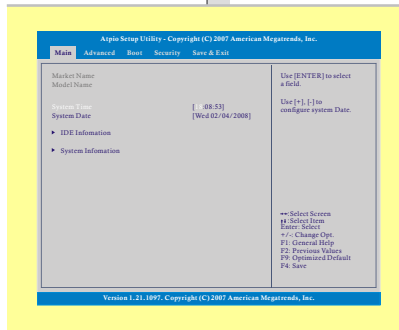 Atpio Setup Utility - Copyright (C) 2007 American Megatrends, Inc.
Main Advanced Boot Security Save & Exit
Market Name
Model Name
System Time [18:08:53]
System Date [Wed 02/04/2008]
IDE Infomation
System Infomation
Use [ENTER] to select
a field.
Use [+], [-] to
configure system Date.
:Select Screen
:Select Item
Enter: Select
+/-: Change Opt.
F1: General Help
F2: Previous Values
F9: Optimized Default
F4: Save
Version 1.21.1097. Copyright (C) 2007 American Megatrends, Inc.